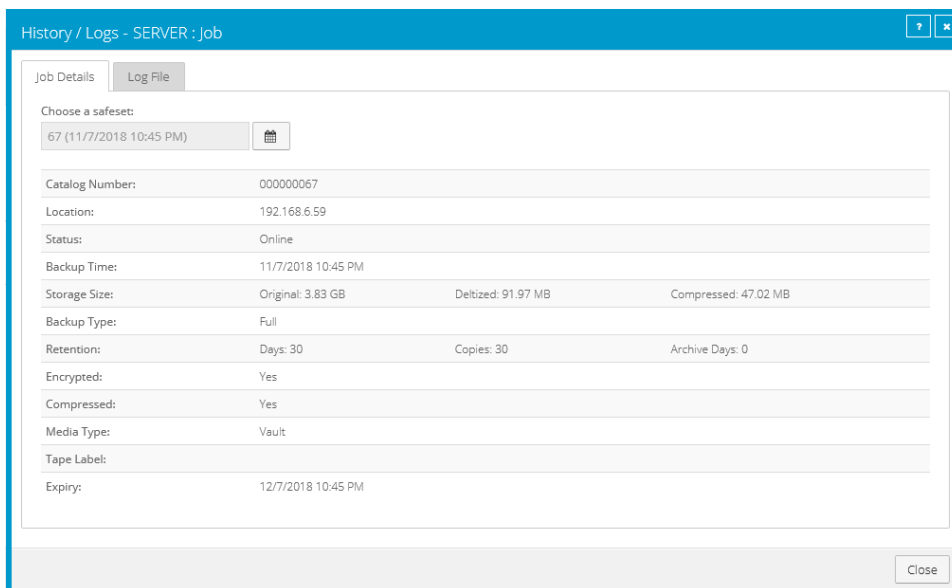 History / Logs - SERVER : Job
?
×
Job Details
Log File
Choose a safeset:
67 (11/7/2018 10:45 PM)
Catalog Number: 000000067
Location: 192.168.6.59
Status: Online
Backup Time: 11/7/2018 10:45 PM
Storage Size: Original: 3.83 GB Deltized: 91.97 MB Compressed: 47.02 MB
Backup Type: Full
Retention: Days: 30 Copies: 30 Archive Days: 0
Encrypted: Yes
Compressed: Yes
Media Type: Vault
Tape Label:
Expiry: 12/7/2018 10:45 PM
Close